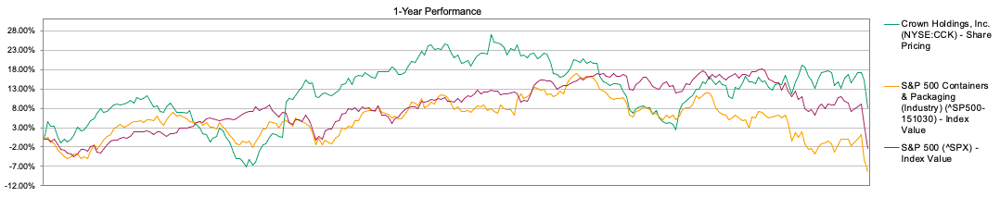 1-Year Performance
28.00%
23.00%
18.00%
13.00%
8.00%
3.00%
-2.00%
-7.00%
-12.00%
Crown Holdings, Inc.
(NYSE:CCK) - Share
Pricing
S&P 500 Containers
& Packaging
(Industry) (^SP500-
151030) - Index
Value
S&P 500 (^SPX) -
Index Value